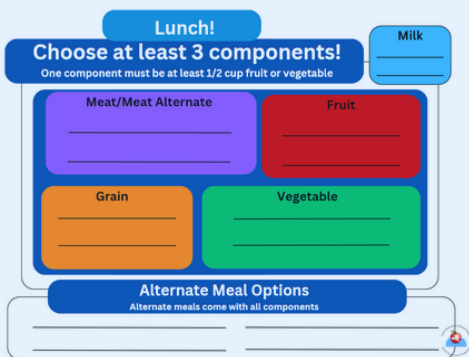 Lunch!
Choose at least 3 components!
One component must be at least 1/2 cup fruit or vegetable
Milk
Meat/Meat Alternate
Fruit
Grain
Vegetable
Alternate Meal Options
Alternate meals come with all components